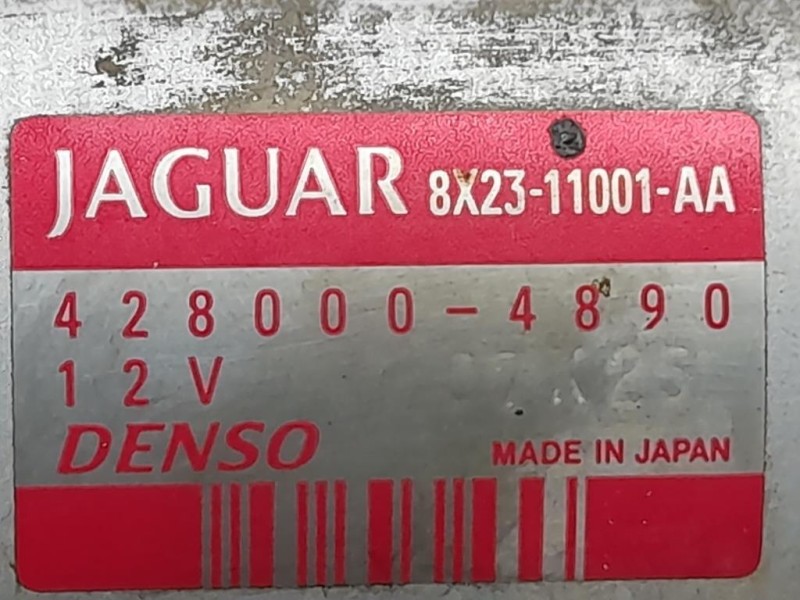 JAGUAR 8X23-11001-AA
428000-4890
12V
DENSO MADE IN JAPAN